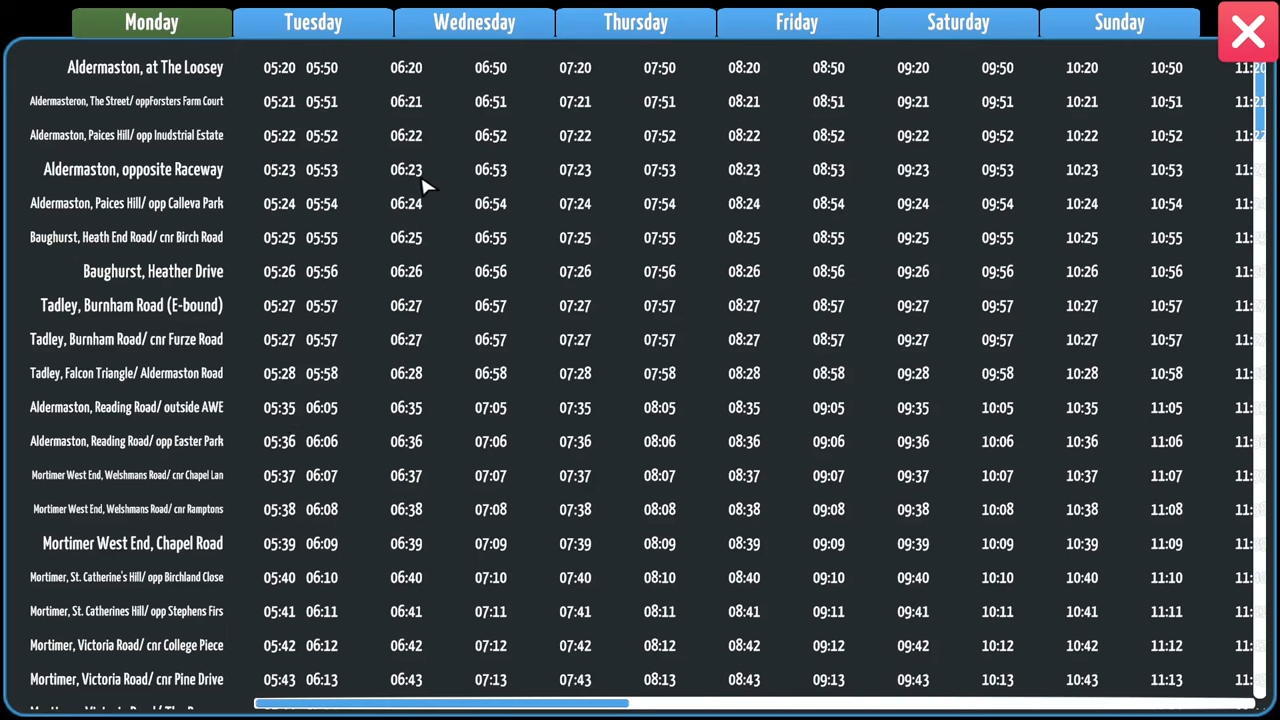 Monday Tuesday Wednesday Thursday Friday Saturday Sunday
Aldermaston, at The Loosey 05:20 05:50 06:20 06:50 07:20 07:50 08:20 08:50 09:20 09:50 10:20 10:50 11:20
Aldermasteron, The Street/ oppForsters Farm Court 05:21 05:51 06:21 06:51 07:21 07:51 08:21 08:51 09:21 09:51 10:21 10:51 11:21
Aldermaston, Paices Hill/ opp Inudstrial Estate 05:22 05:52 06:22 06:52 07:22 07:52 08:22 08:52 09:22 09:52 10:22 10:52 11:22
Aldermaston, opposite Raceway 05:23 05:53 06:23 06:53 07:23 07:53 08:23 08:53 09:23 09:53 10:23 10:53 11:
Aldermaston, Paices Hill/ opp Calleva Park 05:24 05:54 06:24 06:54 07:24 07:54 08:24 08:54 09:24 09:54 10:24 10:54 11:
Baughurst, Heath End Road/ cnr Birch Road 05:25 05:55 06:25 06:55 07:25 07:55 08:25 08:55 09:25 09:55 10:25 10:55 11:
Baughurst, Heather Drive 05:26 05:56 06:26 06:56 07:26 07:56 08:26 08:56 09:26 09:56 10:26 10:56 11:
Tadley, Burnham Road (E-bound) 05:27 05:57 06:27 06:57 07:27 07:57 08:27 08:57 09:27 09:57 10:27 10:57 11:
Tadley, Burnham Road/ cnr Furze Road 05:27 05:57 06:27 06:57 07:27 07:57 08:27 08:57 09:27 09:57 10:27 10:57 11:
Tadley, Falcon Triangle/ Aldermaston Road 05:28 05:58 06:28 06:58 07:28 07:58 08:28 08:58 09:28 09:58 10:28 10:58 11:
Aldermaston, Reading Road/ outside AWE 05:35 06:05 06:35 07:05 07:35 08:05 08:35 09:05 09:35 10:05 10:35 11:05 11:
Aldermaston, Reading Road/ opp Easter Park 05:36 06:06 06:36 07:06 07:36 08:06 08:36 09:06 09:36 10:06 10:36 11:06 11:
Mortimer West End, Welshmans Road/ cnr Chapel Lan 05:37 06:07 06:37 07:07 07:37 08:07 08:37 09:07 09:37 10:07 10:37 11:07 11:
Mortimer West End, Welshmans Road/ cnr Ramptons 05:38 06:08 06:38 07:08 07:38 08:08 08:38 09:08 09:38 10:08 10:38 11:08 11:
Mortimer West End, Chapel Road 05:39 06:09 06:39 07:09 07:39 08:09 08:39 09:09 09:39 10:09 10:39 11:09 11:
Mortimer, St. Catherine's Hill/ opp Birchland Close 05:40 06:10 06:40 07:10 07:40 08:10 08:40 09:10 09:40 10:10 10:40 11:10 11:
Mortimer, St. Catherines Hill/ opp Stephens Firs 05:41 06:11 06:41 07:11 07:41 08:11 08:41 09:11 09:41 10:11 10:41 11:11 11:
Mortimer, Victoria Road/ cnr College Piece 05:42 06:12 06:42 07:12 07:42 08:12 08:42 09:12 09:42 10:12 10:42 11:12 11:
Mortimer, Victoria Road/ cnr Pine Drive 05:43 06:13 06:43 07:13 07:43 08:13 08:43 09:13 09:43 10:13 10:43 11:13 11: